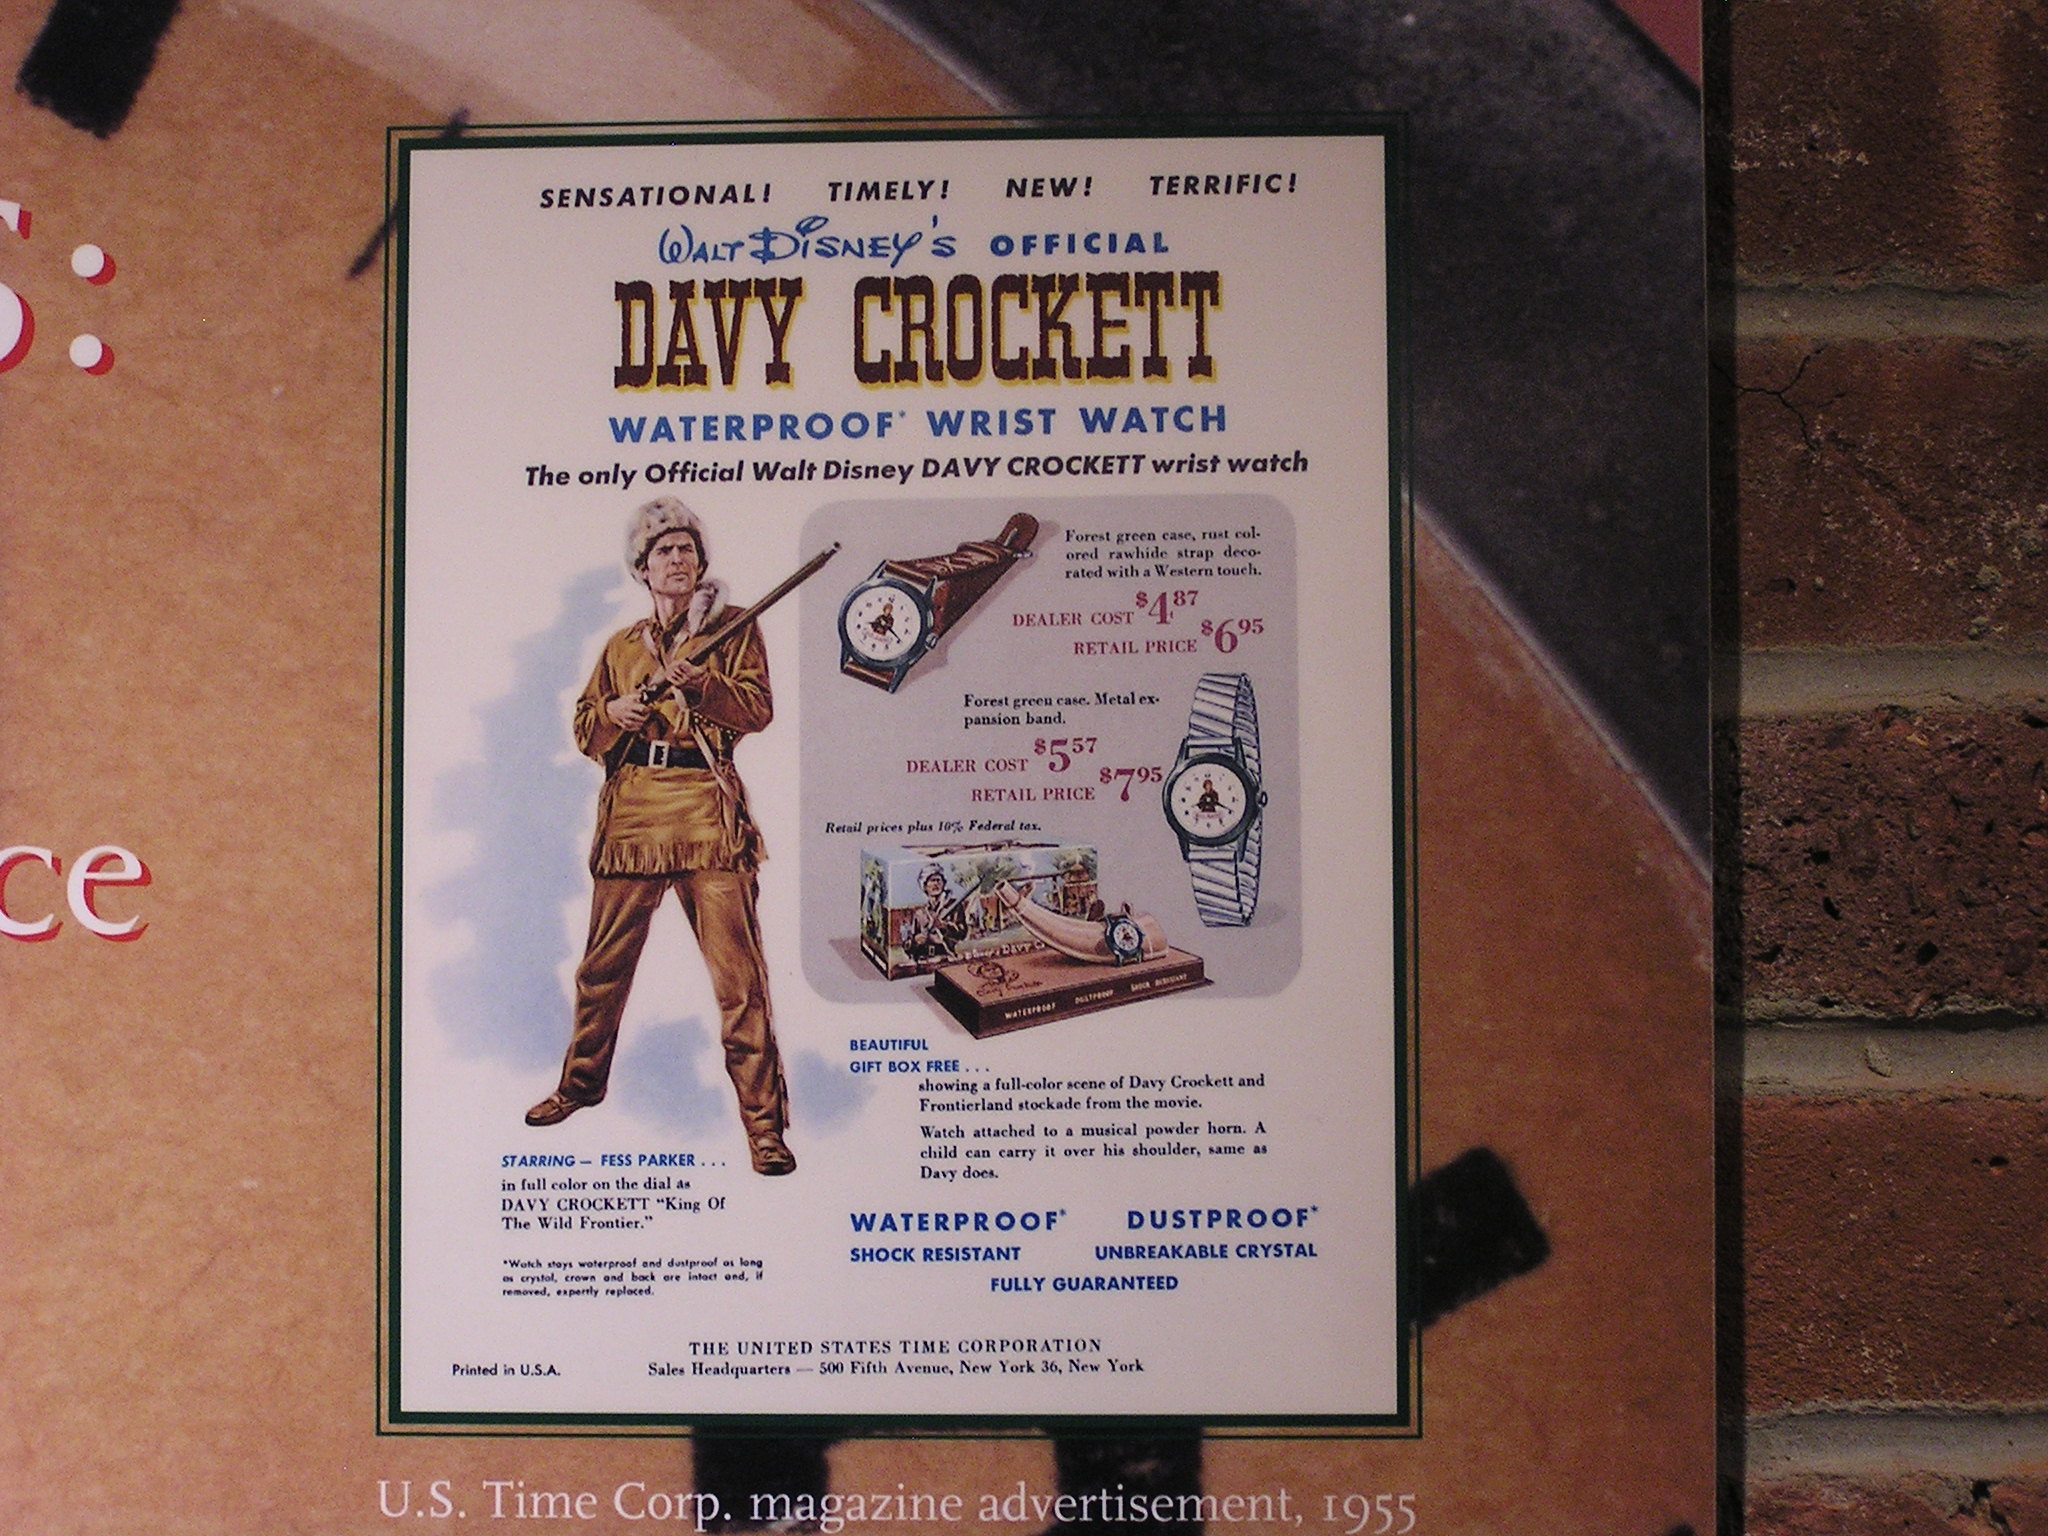 S:
ce
SENSATIONAL! TIMELY! NEW! TERRIFIC!
WALT DISNEY'S OFFICIAL
DAVY CROCKETT
WATERPROOF* WRIST WATCH
The only Official Walt Disney DAVY CROCKETT wrist watch
Forest green case, rust col-
ored rawhide strap deco-
rated with a Western touch.
DEALER COST $4.87
RETAIL PRICE $6.95
Forest green case. Metal ex-
pansion band.
DEALER COST $5.57
RETAIL PRICE $7.95
Retail prices plus 10% Federal tax.
WATERPROOF DUSTPROOF SHOCK RESISTANT
BEAUTIFUL
GIFT BOX FREE . . .
showing a full-color scene of Davy Crockett and
Frontierland stockade from the movie.
Watch attached to a musical powder horn. A
child can carry it over his shoulder, same as
Davy does.
STARRING — FESS PARKER . . .
in full color on the dial as
DAVY CROCKETT "King Of
The Wild Frontier."
*Watch stays waterproof and dustproof as long
as crystal, crown and back are intact and, if
removed, expertly replaced.
WATERPROOF* DUSTPROOF*
SHOCK RESISTANT UNBREAKABLE CRYSTAL
FULLY GUARANTEED
THE UNITED STATES TIME CORPORATION
Printed in U.S.A. Sales Headquarters — 500 Fifth Avenue, New York 36, New York
U.S. Time Corp. magazine advertisement, 1955